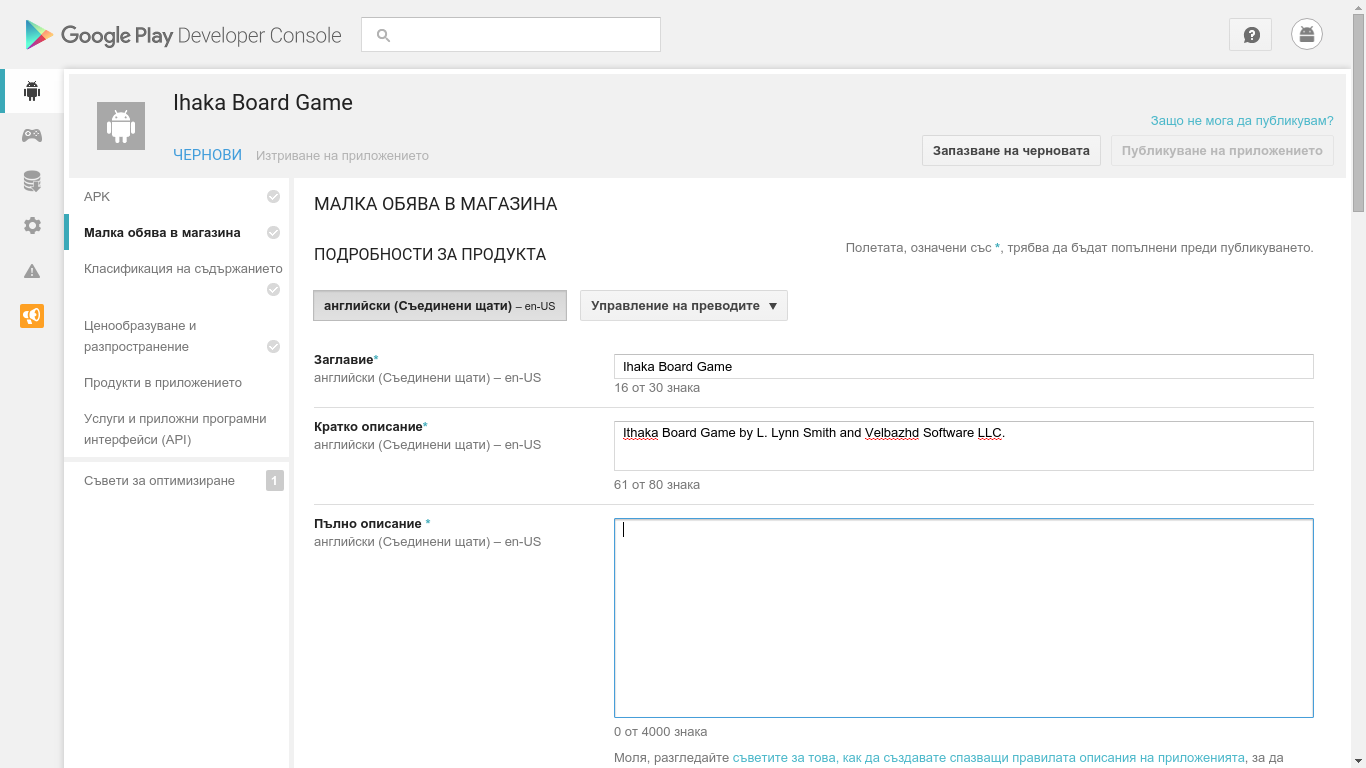 Google Play Developer Console
Ihaka Board Game
ЧЕРНОВИ Изтриване на приложението
Защо не мога да публикувам?
Запазване на черновата
Публикуване на приложението
APK
Малка обява в магазина
Класификация на съдържанието
Ценообразуване и
разпространение
Продукти в приложението
Услуги и приложни програмни
интерфейси (API)
Съвети за оптимизиране 1
МАЛКА ОБЯВА В МАГАЗИНА
ПОДРОБНОСТИ ЗА ПРОДУКТА
Полетата, означени със *, трябва да бъдат попълнени преди публикуването.
английски (Съединени щати) – en-US
Управление на преводите ▼
Заглавие*
английски (Съединени щати) – en-US
Ihaka Board Game
16 от 30 знака
Кратко описание*
английски (Съединени щати) – en-US
Ithaka Board Game by L. Lynn Smith and Velbazhd Software LLC.
61 от 80 знака
Пълно описание *
английски (Съединени щати) – en-US
0 от 4000 знака
Моля, разгледайте съветите за това, как да създавате спазващи правилата описания на приложенията, за да